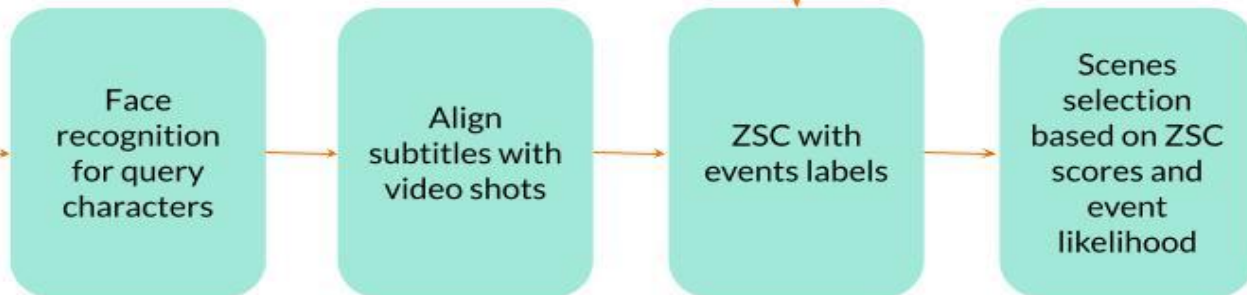 Face
recognition
for query
characters
Align
subtitles with
video shots
ZSC with
events labels
Scenes
selection
based on ZSC
scores and
event
likelihood